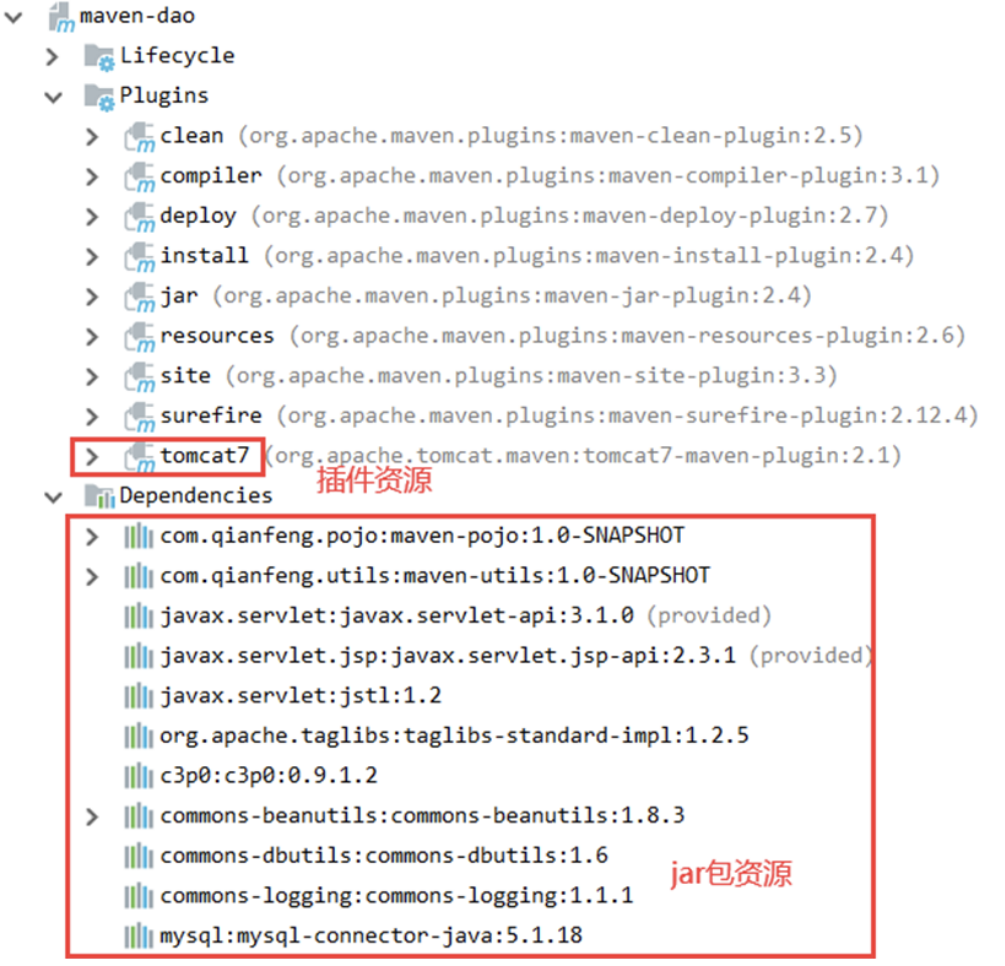 maven-dao
Lifecycle
Plugins
clean (org.apache.maven.plugins:maven-clean-plugin:2.5)
compiler (org.apache.maven.plugins:maven-compiler-plugin:3.1)
deploy (org.apache.maven.plugins:maven-deploy-plugin:2.7)
install (org.apache.maven.plugins:maven-install-plugin:2.4)
jar (org.apache.maven.plugins:maven-jar-plugin:2.4)
resources (org.apache.maven.plugins:maven-resources-plugin:2.6)
site (org.apache.maven.plugins:maven-site-plugin:3.3)
surefire (org.apache.maven.plugins:maven-surefire-plugin:2.12.4)
tomcat7 (org.apache.tomcat.maven:tomcat7-maven-plugin:2.1)
插件资源
Dependencies
com.qianfeng.pojo:maven-pojo:1.0-SNAPSHOT
com.qianfeng.utils:maven-utils:1.0-SNAPSHOT
javax.servlet:javax.servlet-api:3.1.0 (provided)
javax.servlet.jsp:javax.servlet.jsp-api:2.3.1 (provided)
javax.servlet:jstl:1.2
org.apache.taglibs:taglibs-standard-impl:1.2.5
c3p0:c3p0:0.9.1.2
commons-beanutils:commons-beanutils:1.8.3
commons-dbutils:commons-dbutils:1.6
jar包资源
commons-logging:commons-logging:1.1.1
mysql:mysql-connector-java:5.1.18